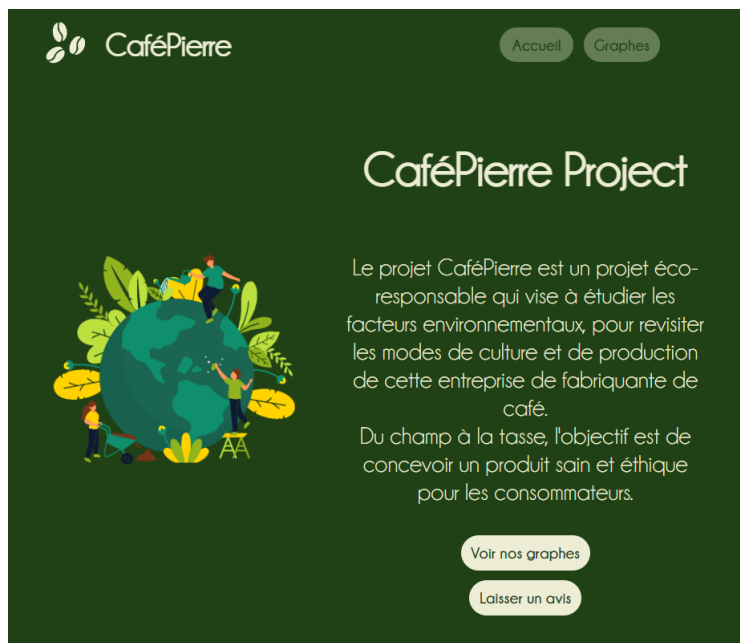 CaféPierre
Accueil
Graphes
CaféPierre Project
Le projet CaféPierre est un projet éco-
responsable qui vise à étudier les
facteurs environnementaux, pour revisiter
les modes de culture et de production
de cette entreprise de fabriquante de
café.
Du champ à la tasse, l'objectif est de
concevoir un produit sain et éthique
pour les consommateurs.
Voir nos graphes
Laisser un avis